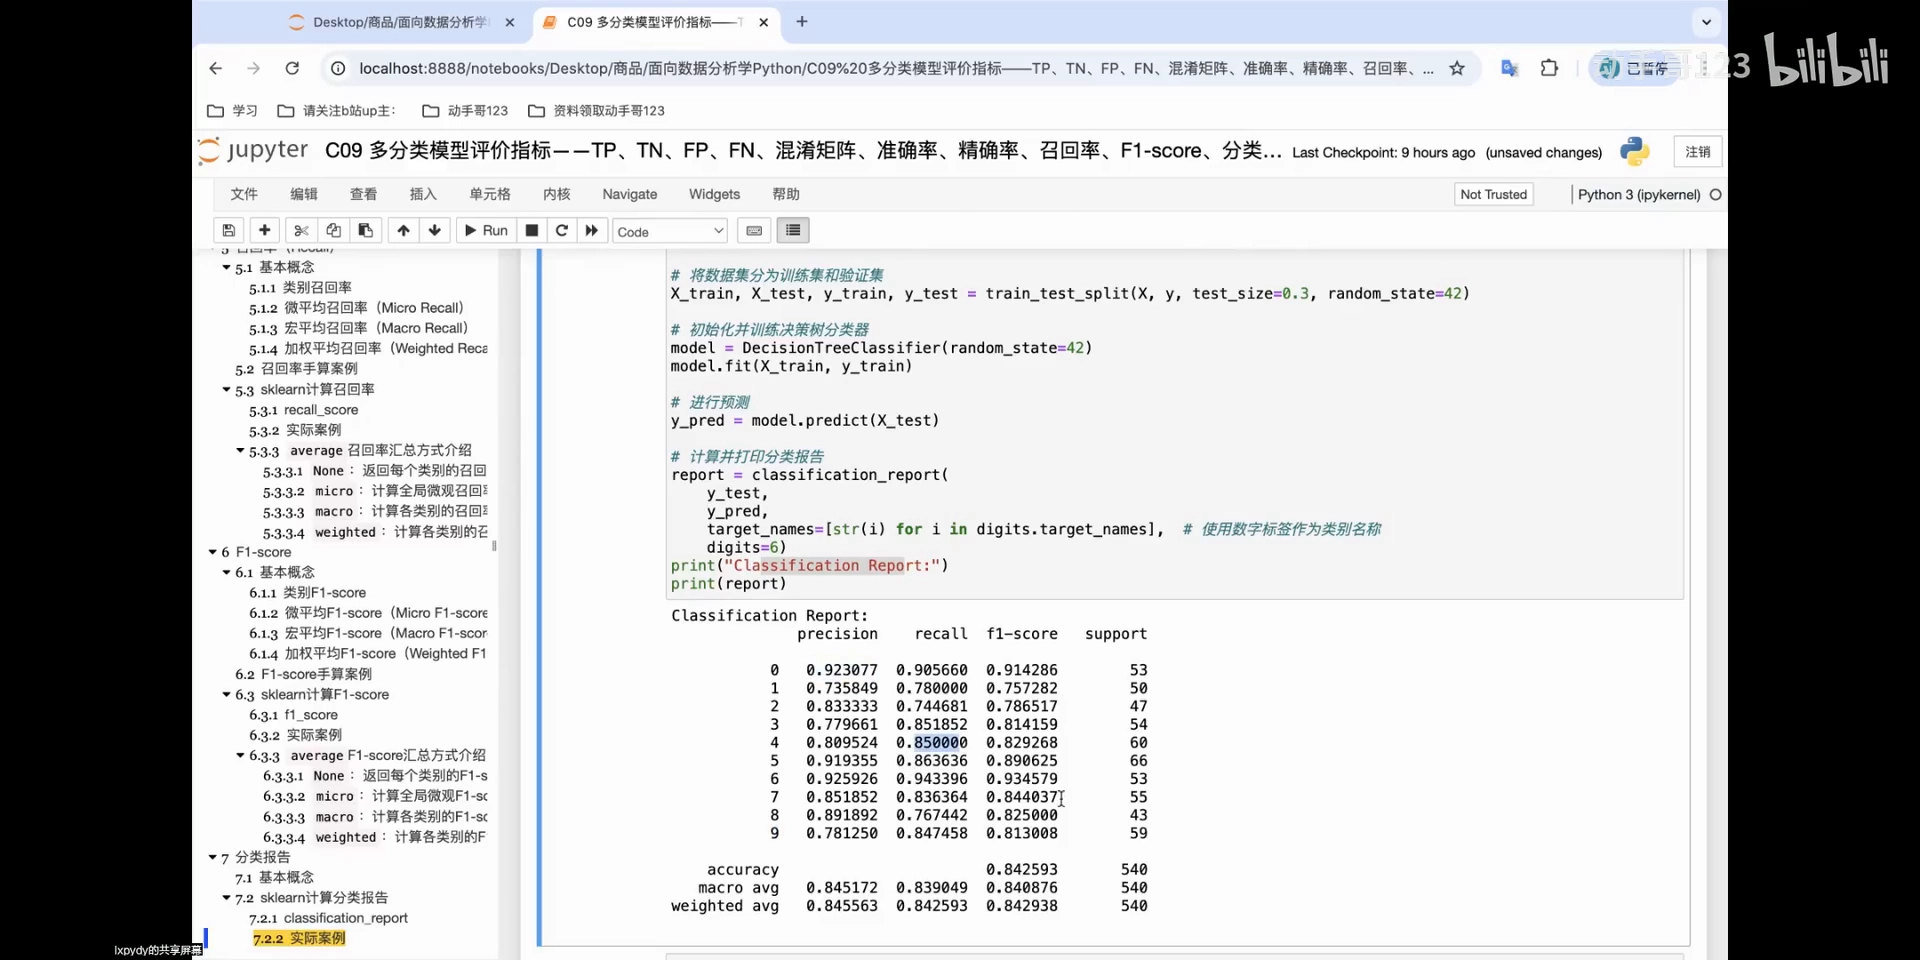 Desktop/商品/面向数据分析学
C09 多分类模型评价指标——T
localhost:8888/notebooks/Desktop/商品/面向数据分析学Python/C09%20多分类模型评价指标——TP、TN、FP、FN、混淆矩阵、准确率、精确率、召回率、...
已暂停
123
bilibili
学习
请关注b站up主:
动手哥123
资料领取动手哥123
jupyter
C09 多分类模型评价指标——TP、TN、FP、FN、混淆矩阵、准确率、精确率、召回率、F1-score、分类...
Last Checkpoint: 9 hours ago
(unsaved changes)
注销
文件
编辑
查看
插入
单元格
内核
Navigate
Widgets
帮助
Not Trusted
Python 3 (ipykernel)
Run
Code
5.1 基本概念
5.1.1 类别召回率
5.1.2 微平均召回率（Micro Recall）
5.1.3 宏平均召回率（Macro Recall）
5.1.4 加权平均召回率（Weighted Reca
5.2 召回率手算案例
5.3 sklearn计算召回率
5.3.1 recall_score
5.3.2 实际案例
5.3.3 average 召回率汇总方式介绍
5.3.3.1 None：返回每个类别的召回
5.3.3.2 micro：计算全局微观召回率
5.3.3.3 macro：计算各类别的召回率
5.3.3.4 weighted：计算各类别的召
6 F1-score
6.1 基本概念
6.1.1 类别F1-score
6.1.2 微平均F1-score（Micro F1-score
6.1.3 宏平均F1-score（Macro F1-score
6.1.4 加权平均F1-score（Weighted F1
6.2 F1-score手算案例
6.3 sklearn计算F1-score
6.3.1 f1_score
6.3.2 实际案例
6.3.3 average F1-score汇总方式介绍
6.3.3.1 None：返回每个类别的F1-s
6.3.3.2 micro：计算全局微观F1-sc
6.3.3.3 macro：计算各类别的F1-sc
6.3.3.4 weighted：计算各类别的F
7 分类报告
7.1 基本概念
7.2 sklearn计算分类报告
7.2.1 classification_report
7.2.2 实际案例
# 将数据集分为训练集和验证集
X_train, X_test, y_train, y_test = train_test_split(X, y, test_size=0.3, random_state=42)
# 初始化并训练决策树分类器
model = DecisionTreeClassifier(random_state=42)
model.fit(X_train, y_train)
# 进行预测
y_pred = model.predict(X_test)
# 计算并打印分类报告
report = classification_report(
y_test,
y_pred,
target_names=[str(i) for i in digits.target_names],  # 使用数字标签作为类别名称
digits=6)
print("Classification Report:")
print(report)
Classification Report:
precision recall f1-score support
0 0.923077 0.905660 0.914286 53
1 0.735849 0.780000 0.757282 50
2 0.833333 0.744681 0.786517 47
3 0.779661 0.851852 0.814159 54
4 0.809524 0.850000 0.829268 60
5 0.919355 0.863636 0.890625 66
6 0.925926 0.943396 0.934579 53
7 0.851852 0.836364 0.844037 55
8 0.891892 0.767442 0.825000 43
9 0.781250 0.847458 0.813008 59
accuracy 0.842593 540
macro avg 0.845172 0.839049 0.840876 540
weighted avg 0.845563 0.842593 0.842938 540
lxpydy的共享屏幕